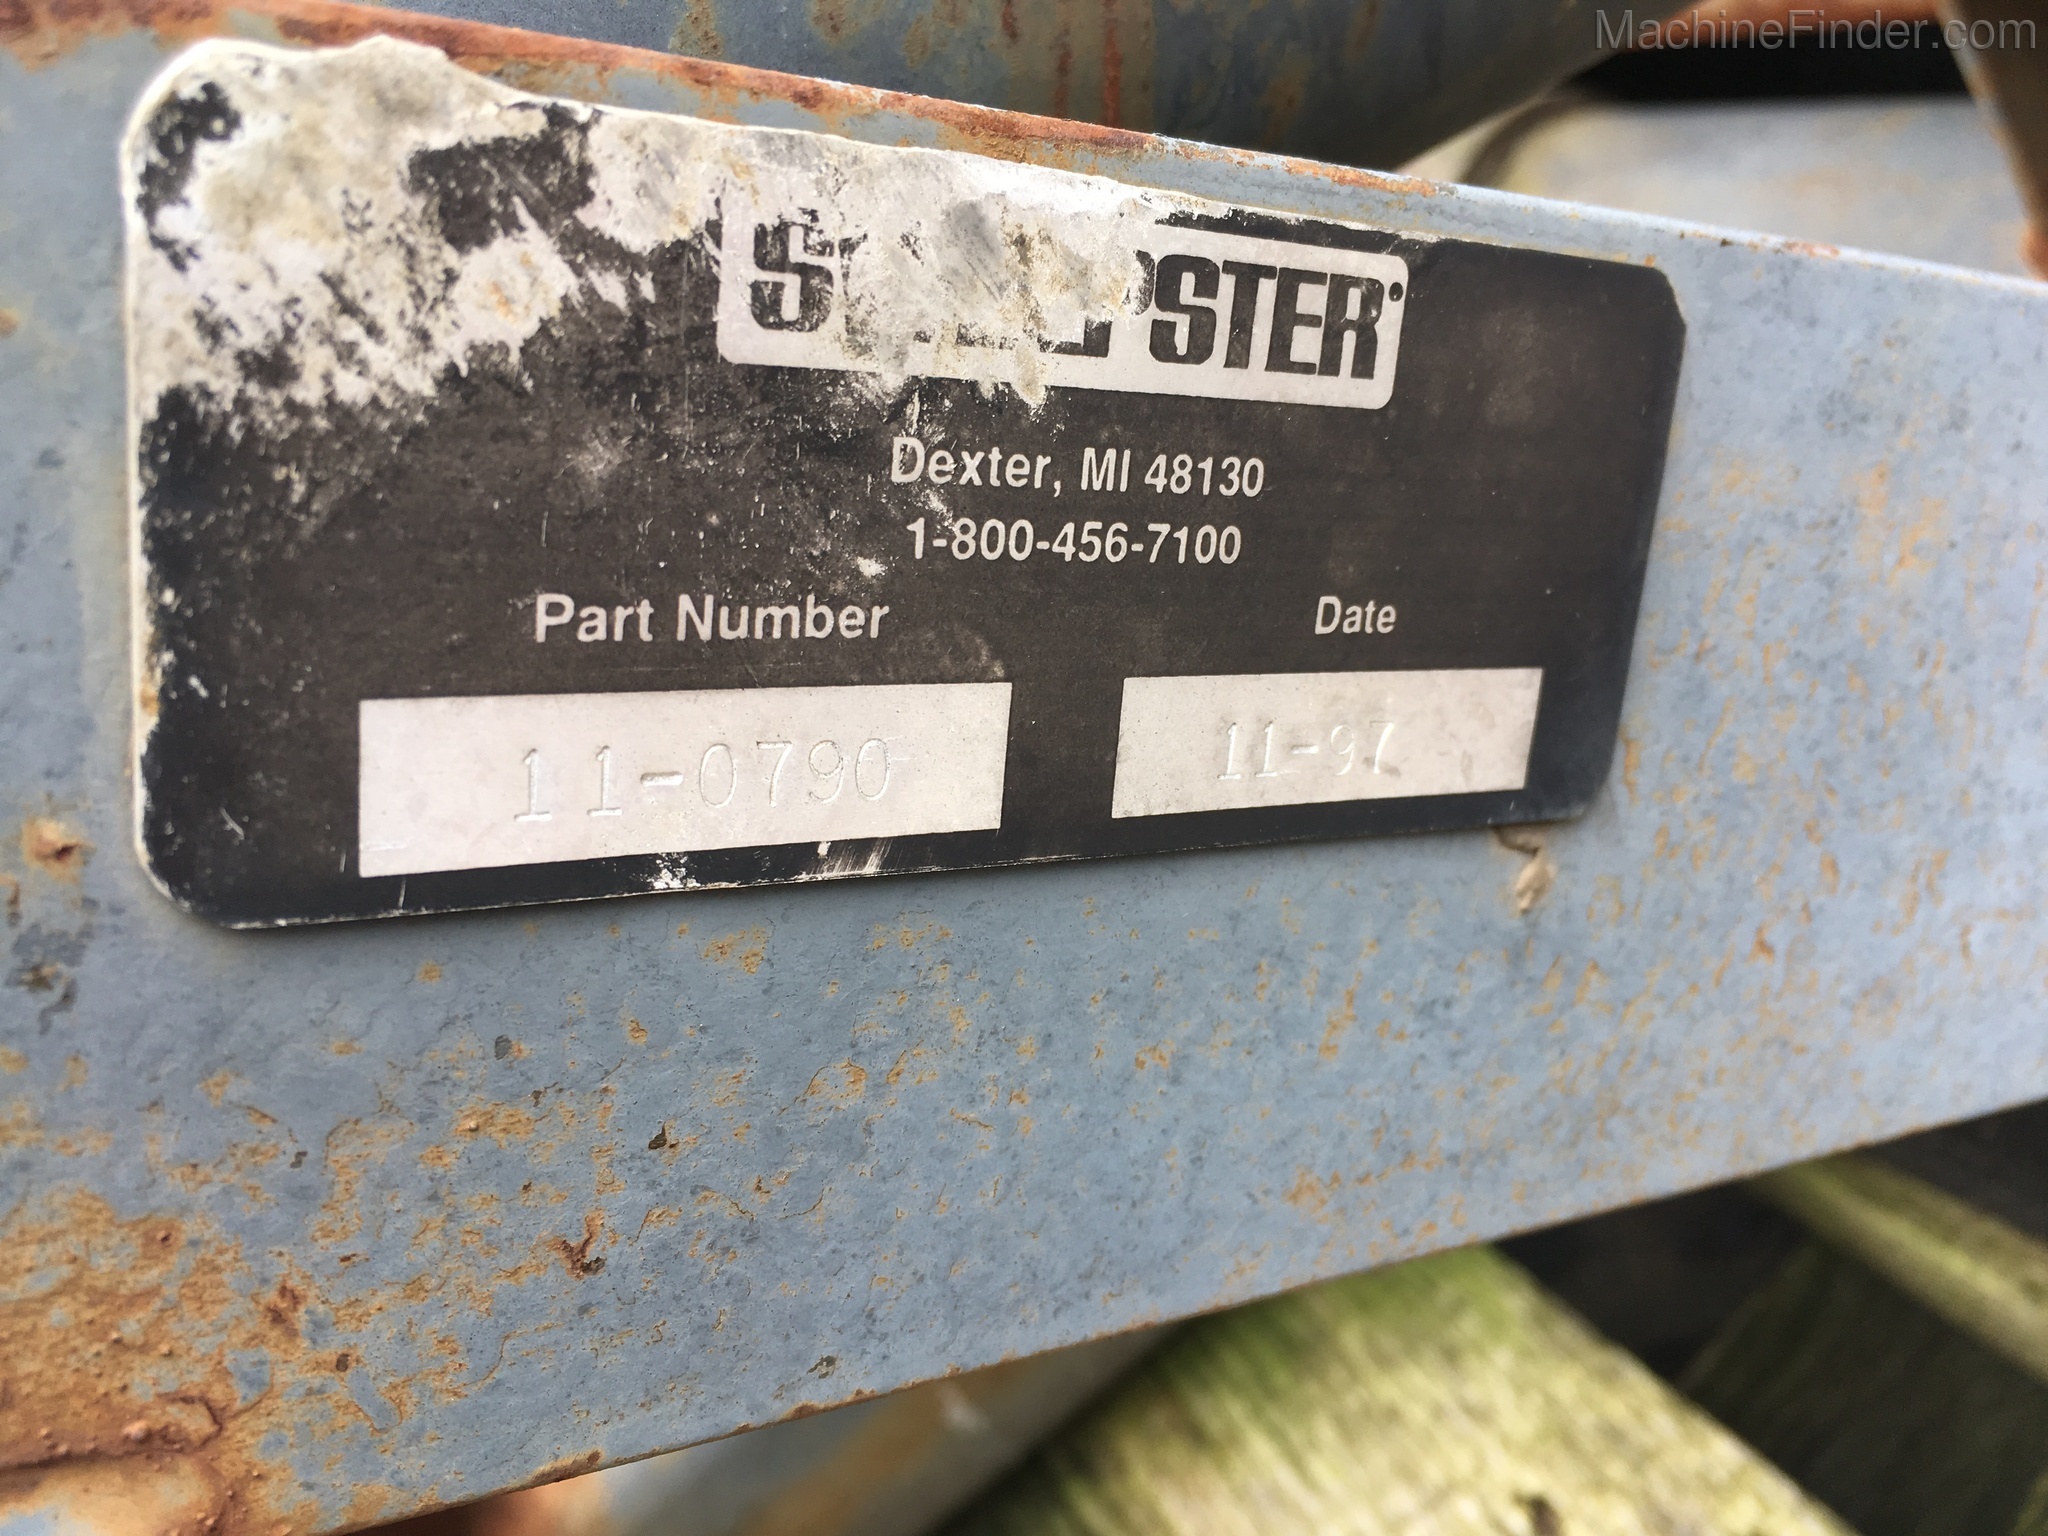 MachineFinder.com
Dexter, MI 48130
1-800-456-7100
Part Number Date
11-0790 11-97